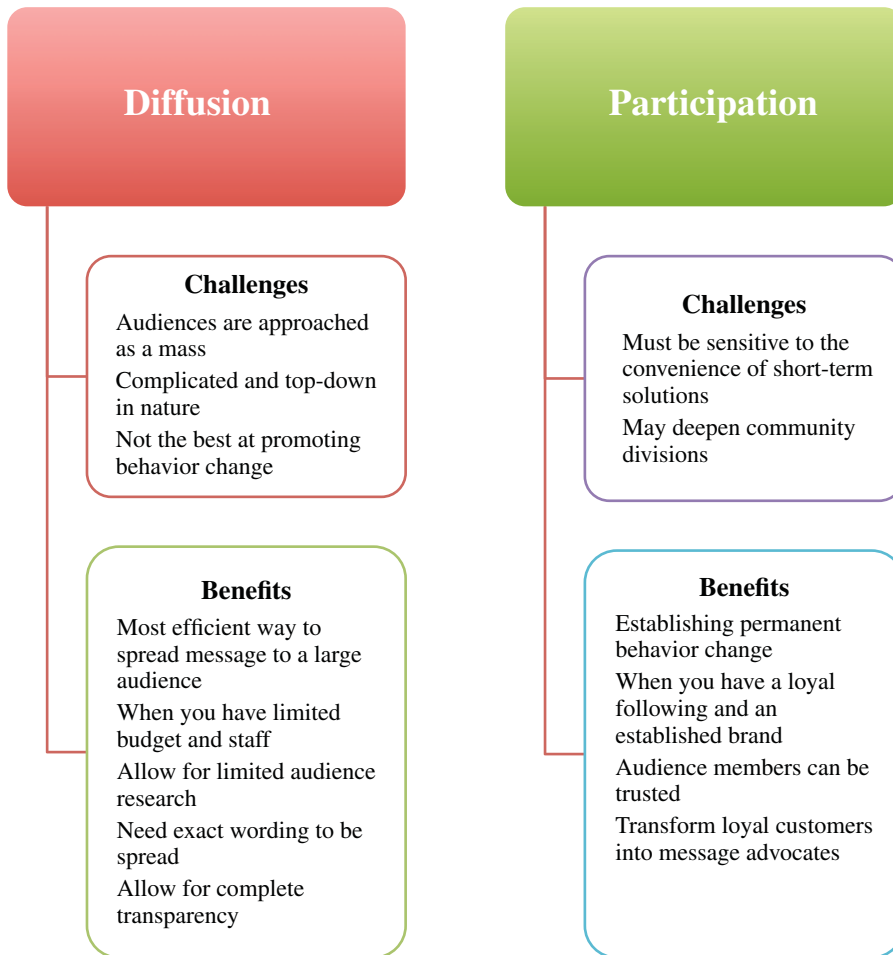 Diffusion
Challenges
Audiences are approached
as a mass
Complicated and top-down
in nature
Not the best at promoting
behavior change
Benefits
Most efficient way to
spread message to a large
audience
When you have limited
budget and staff
Allow for limited audience
research
Need exact wording to be
spread
Allow for complete
transparency
Participation
Challenges
Must be sensitive to the
convenience of short-term
solutions
May deepen community
divisions
Benefits
Establishing permanent
behavior change
When you have a loyal
following and an
established brand
Audience members can be
trusted
Transform loyal customers
into message advocates